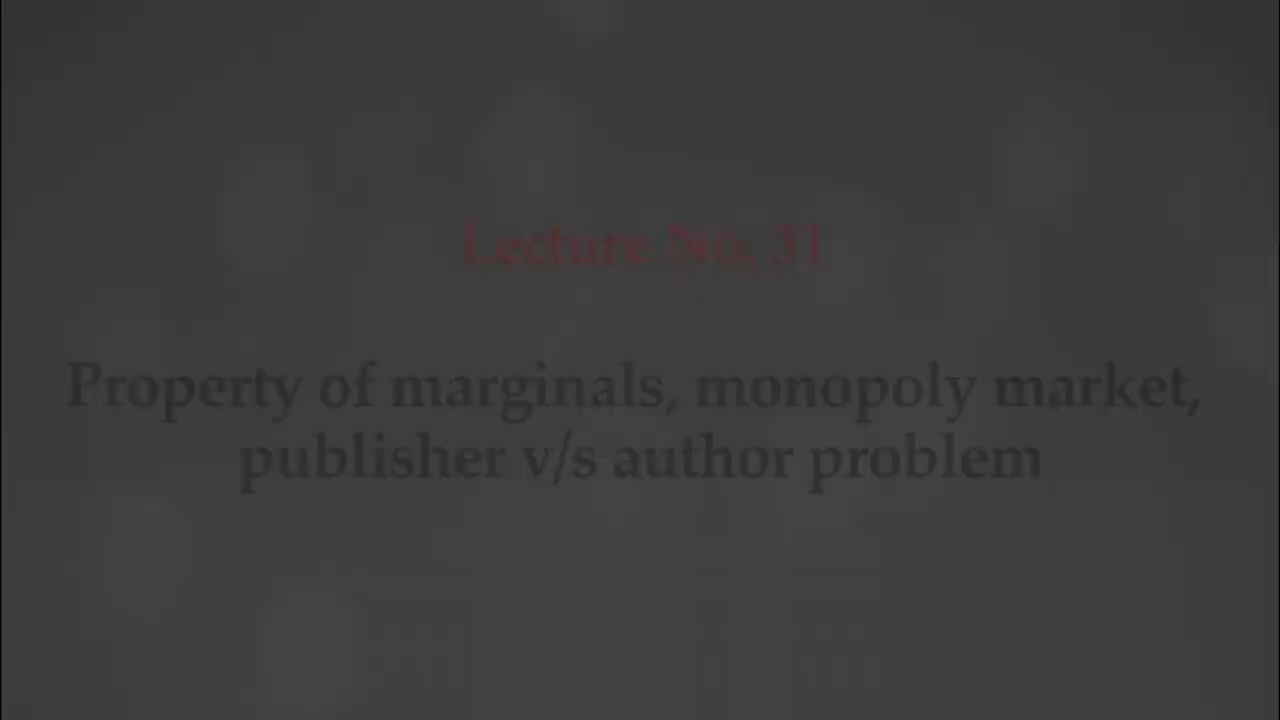 Lecture No. 31
Property of marginals, monopoly market,
publisher v/s author problem